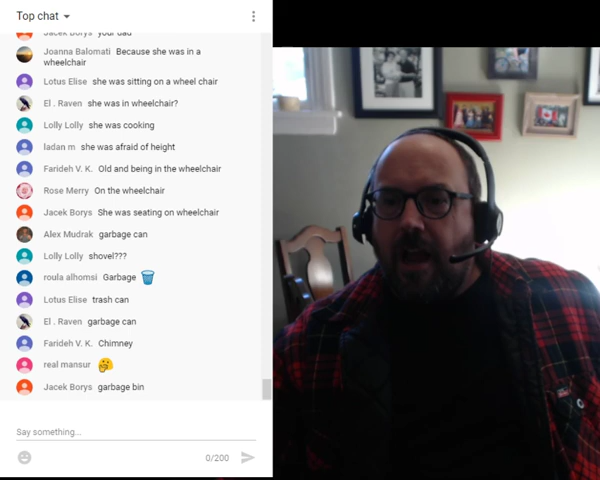 Top chat
Jacek Borys your dad
Joanna Balomati Because she was in a
wheelchair
Lotus Elise she was sitting on a wheel chair
El . Raven she was in wheelchair?
Lolly Lolly she was cooking
ladan m she was afraid of height
Farideh V. K. Old and being in the wheelchair
Rose Merry On the wheelchair
Jacek Borys She was seating on wheelchair
Alex Mudrak garbage can
Lolly Lolly shovel???
roula alhomsi Garbage 🗑️
Lotus Elise trash can
El . Raven garbage can
Farideh V. K. Chimney
real mansur 🤔
Jacek Borys garbage bin
Say something...
0/200